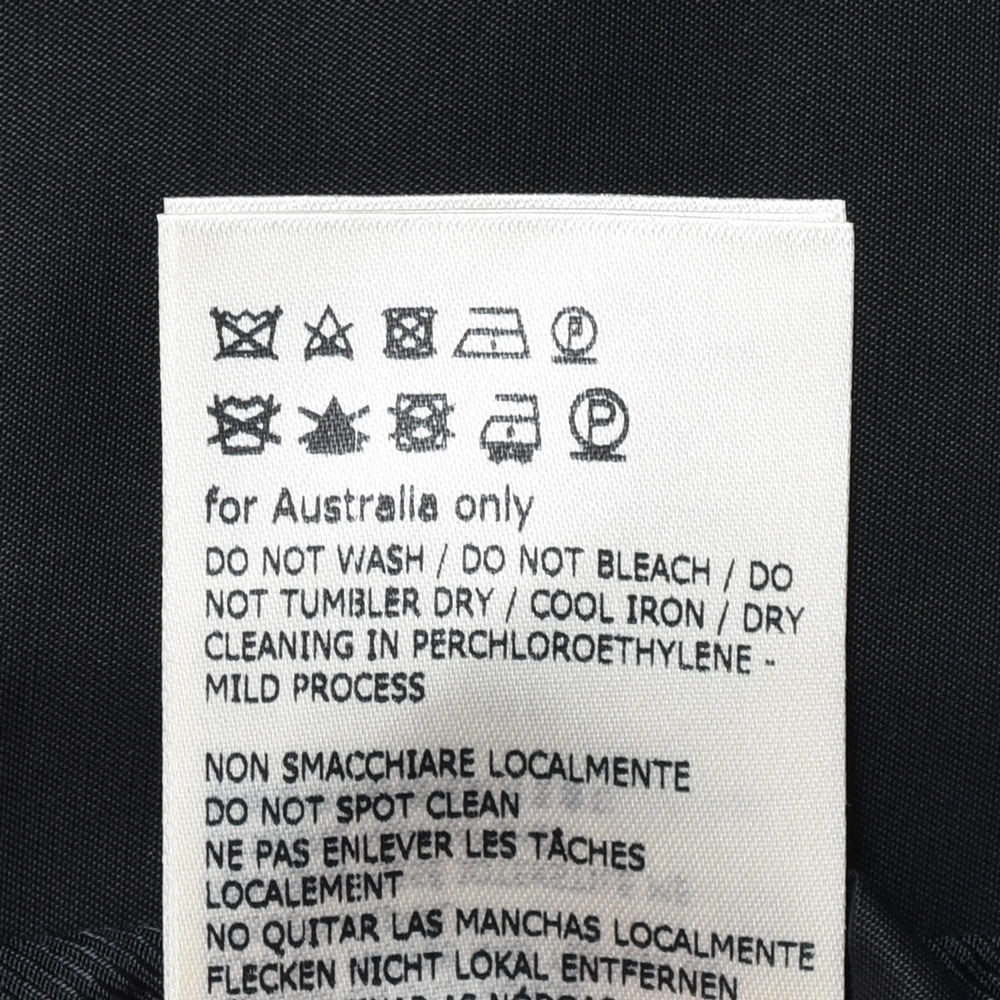 P
P
for Australia only
DO NOT WASH / DO NOT BLEACH / DO
NOT TUMBLER DRY / COOL IRON / DRY
CLEANING IN PERCHLOROETHYLENE -
MILD PROCESS
NON SMACCHIARE LOCALMENTE
DO NOT SPOT CLEAN
NE PAS ENLEVER LES TÂCHES
LOCALEMENT
NO QUITAR LAS MANCHAS LOCALMENTE
FLECKEN NICHT LOKAL ENTFERNEN